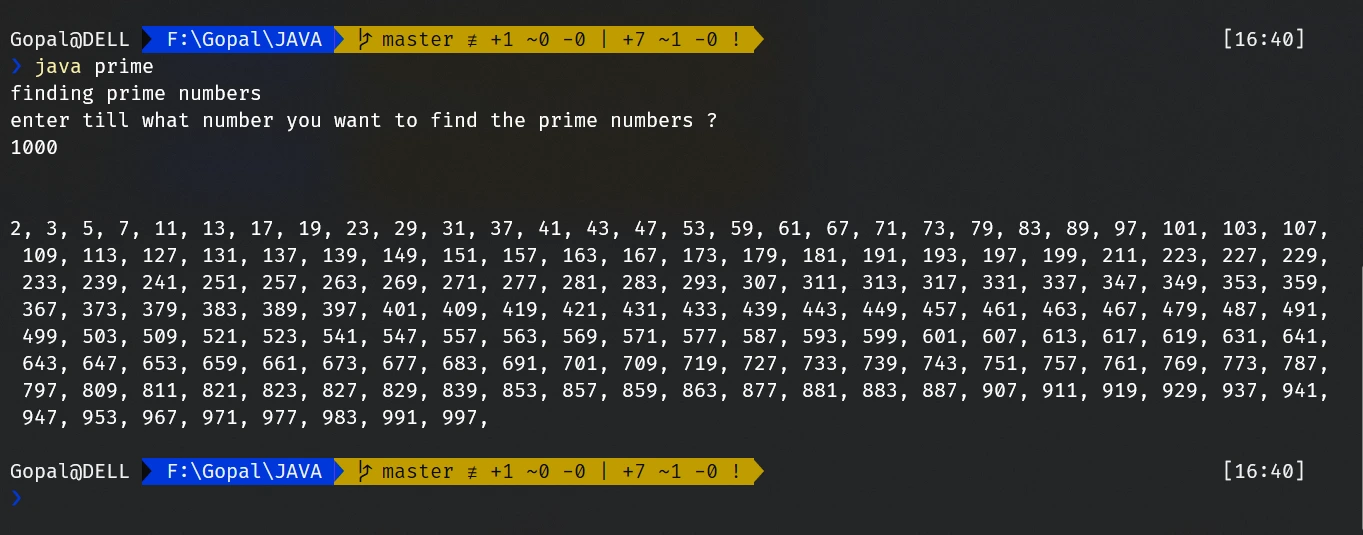 Gopal@DELL F:\Gopal\JAVA master ≢ +1 ~0 -0 | +7 ~1 -0 ! [16:40]
❯ java prime
finding prime numbers
enter till what number you want to find the prime numbers ?
1000
2, 3, 5, 7, 11, 13, 17, 19, 23, 29, 31, 37, 41, 43, 47, 53, 59, 61, 67, 71, 73, 79, 83, 89, 97, 101, 103, 107,
109, 113, 127, 131, 137, 139, 149, 151, 157, 163, 167, 173, 179, 181, 191, 193, 197, 199, 211, 223, 227, 229,
233, 239, 241, 251, 257, 263, 269, 271, 277, 281, 283, 293, 307, 311, 313, 317, 331, 337, 347, 349, 353, 359,
367, 373, 379, 383, 389, 397, 401, 409, 419, 421, 431, 433, 439, 443, 449, 457, 461, 463, 467, 479, 487, 491,
499, 503, 509, 521, 523, 541, 547, 557, 563, 569, 571, 577, 587, 593, 599, 601, 607, 613, 617, 619, 631, 641,
643, 647, 653, 659, 661, 673, 677, 683, 691, 701, 709, 719, 727, 733, 739, 743, 751, 757, 761, 769, 773, 787,
797, 809, 811, 821, 823, 827, 829, 839, 853, 857, 859, 863, 877, 881, 883, 887, 907, 911, 919, 929, 937, 941,
947, 953, 967, 971, 977, 983, 991, 997,
Gopal@DELL F:\Gopal\JAVA master ≢ +1 ~0 -0 | +7 ~1 -0 ! [16:40]
❯